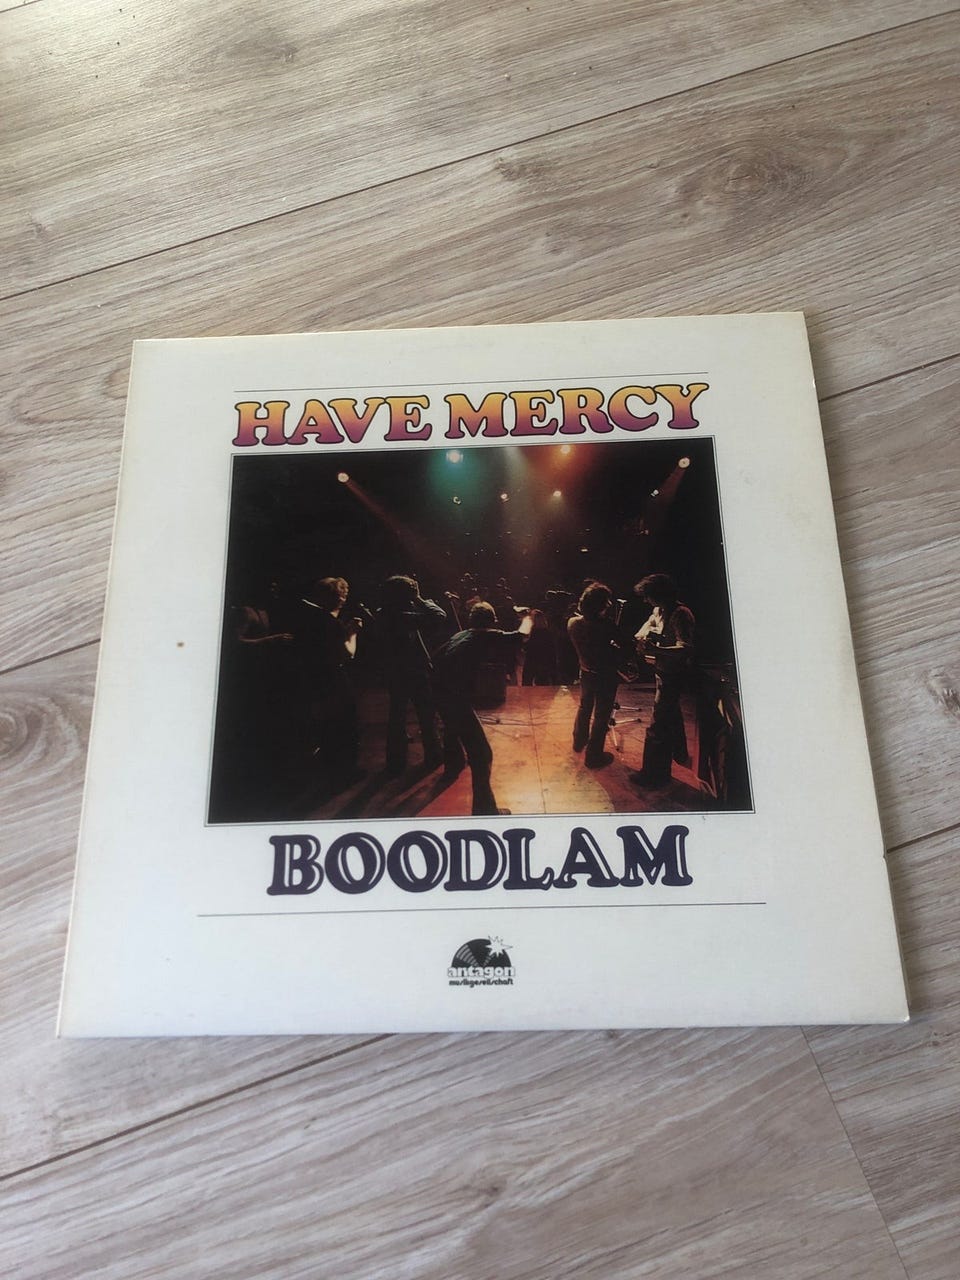 HAVE MERCY
BOODLAM
antagon
musikgesellschaft